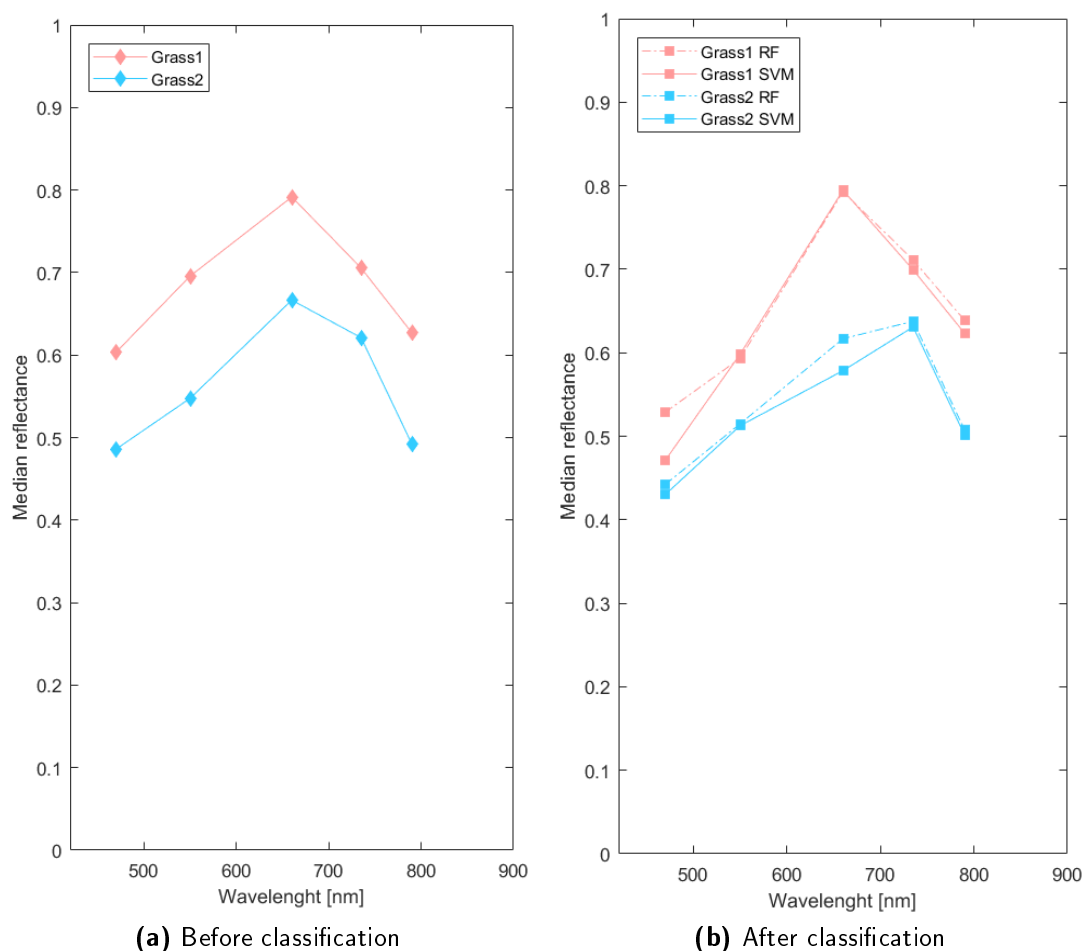 Grass1
Grass2
1
0.9
0.8
0.7
0.6
0.5
0.4
0.3
0.2
0.1
0
Median reflectance
500 600 700 800 900
Wavelenght [nm]
(a) Before classification
Grass1 RF
Grass1 SVM
Grass2 RF
Grass2 SVM
1
0.9
0.8
0.7
0.6
0.5
0.4
0.3
0.2
0.1
0
Median reflectance
500 600 700 800 900
Wavelenght [nm]
(b) After classification